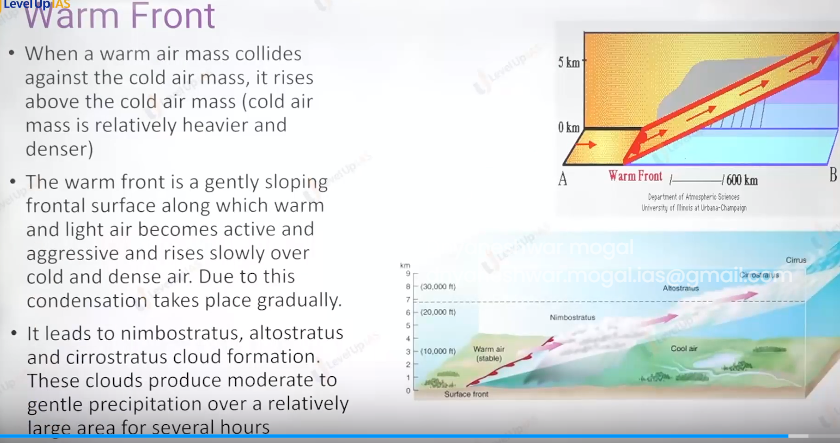 LevelUp IAS
Warm Front
• When a warm air mass collides
against the cold air mass, it rises
above the cold air mass (cold air
mass is relatively heavier and
denser)
• The warm front is a gently sloping
frontal surface along which warm
and light air becomes active and
aggressive and rises slowly over
cold and dense air. Due to this
condensation takes place gradually.
• It leads to nimbostratus, altostratus
and cirrostratus cloud formation.
These clouds produce moderate to
gentle precipitation over a relatively
large area for several hours
5 km
0 km
A
Warm Front
600 km
B
Department of Atmospheric Sciences
University of Illinois at Urbana-Champaign
mogal
.mogal.ias@gmail.com
km
9
8 (30,000 ft)
7
6 (20,000 ft)
5
4
3 (10,000 ft)
2
1
0
Cirrus
Cirrostratus
Altostratus
Nimbostratus
Warm air
(stable)
Cool air
Surface front